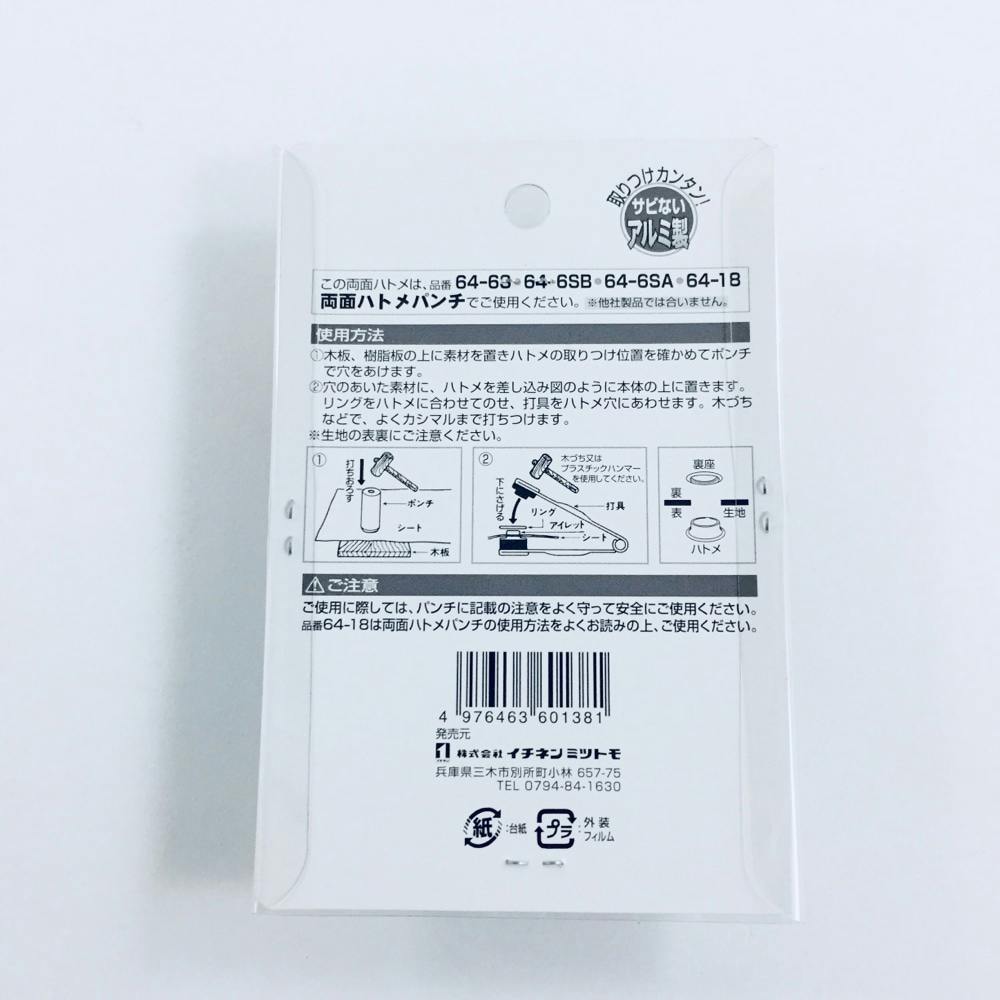 取りつけカンタン!
サビない
アルミ製
この両面ハトメは、品番 64-63・64-6SB・64-6SA・64-18
両面ハトメパンチでご使用ください。※他社製品では合いません。
使用方法
①木板、樹脂板の上に素材を置きハトメの取りつけ位置を確かめてポンチ
で穴をあけます。
②穴のあいた素材に、ハトメを差し込み図のように本体の上に置きます。
リングをハトメに合わせてのせ、打具をハトメ穴にあわせます。木づち
などで、よくカシマルまで打ちつけます。
※生地の表裏にご注意ください。
①
打ちおろす
ポンチ
シート
木板
②
木づち又は
プラスチックハンマー
を使用してください。
下にさげる
リング
打具
アイレット
シート
裏座
裏
表
生地
ハトメ
⚠ご注意
ご使用に際しては、パンチに記載の注意をよく守って安全にご使用ください。
品番64-18は両面ハトメパンチの使用方法をよくお読みの上、ご使用ください。
4 976463 601381
発売元
株式会社 イチネンミツトモ
兵庫県三木市別所町小林 657-75
TEL 0794-84-1630
紙 :台紙
プラ :外装
フィルム